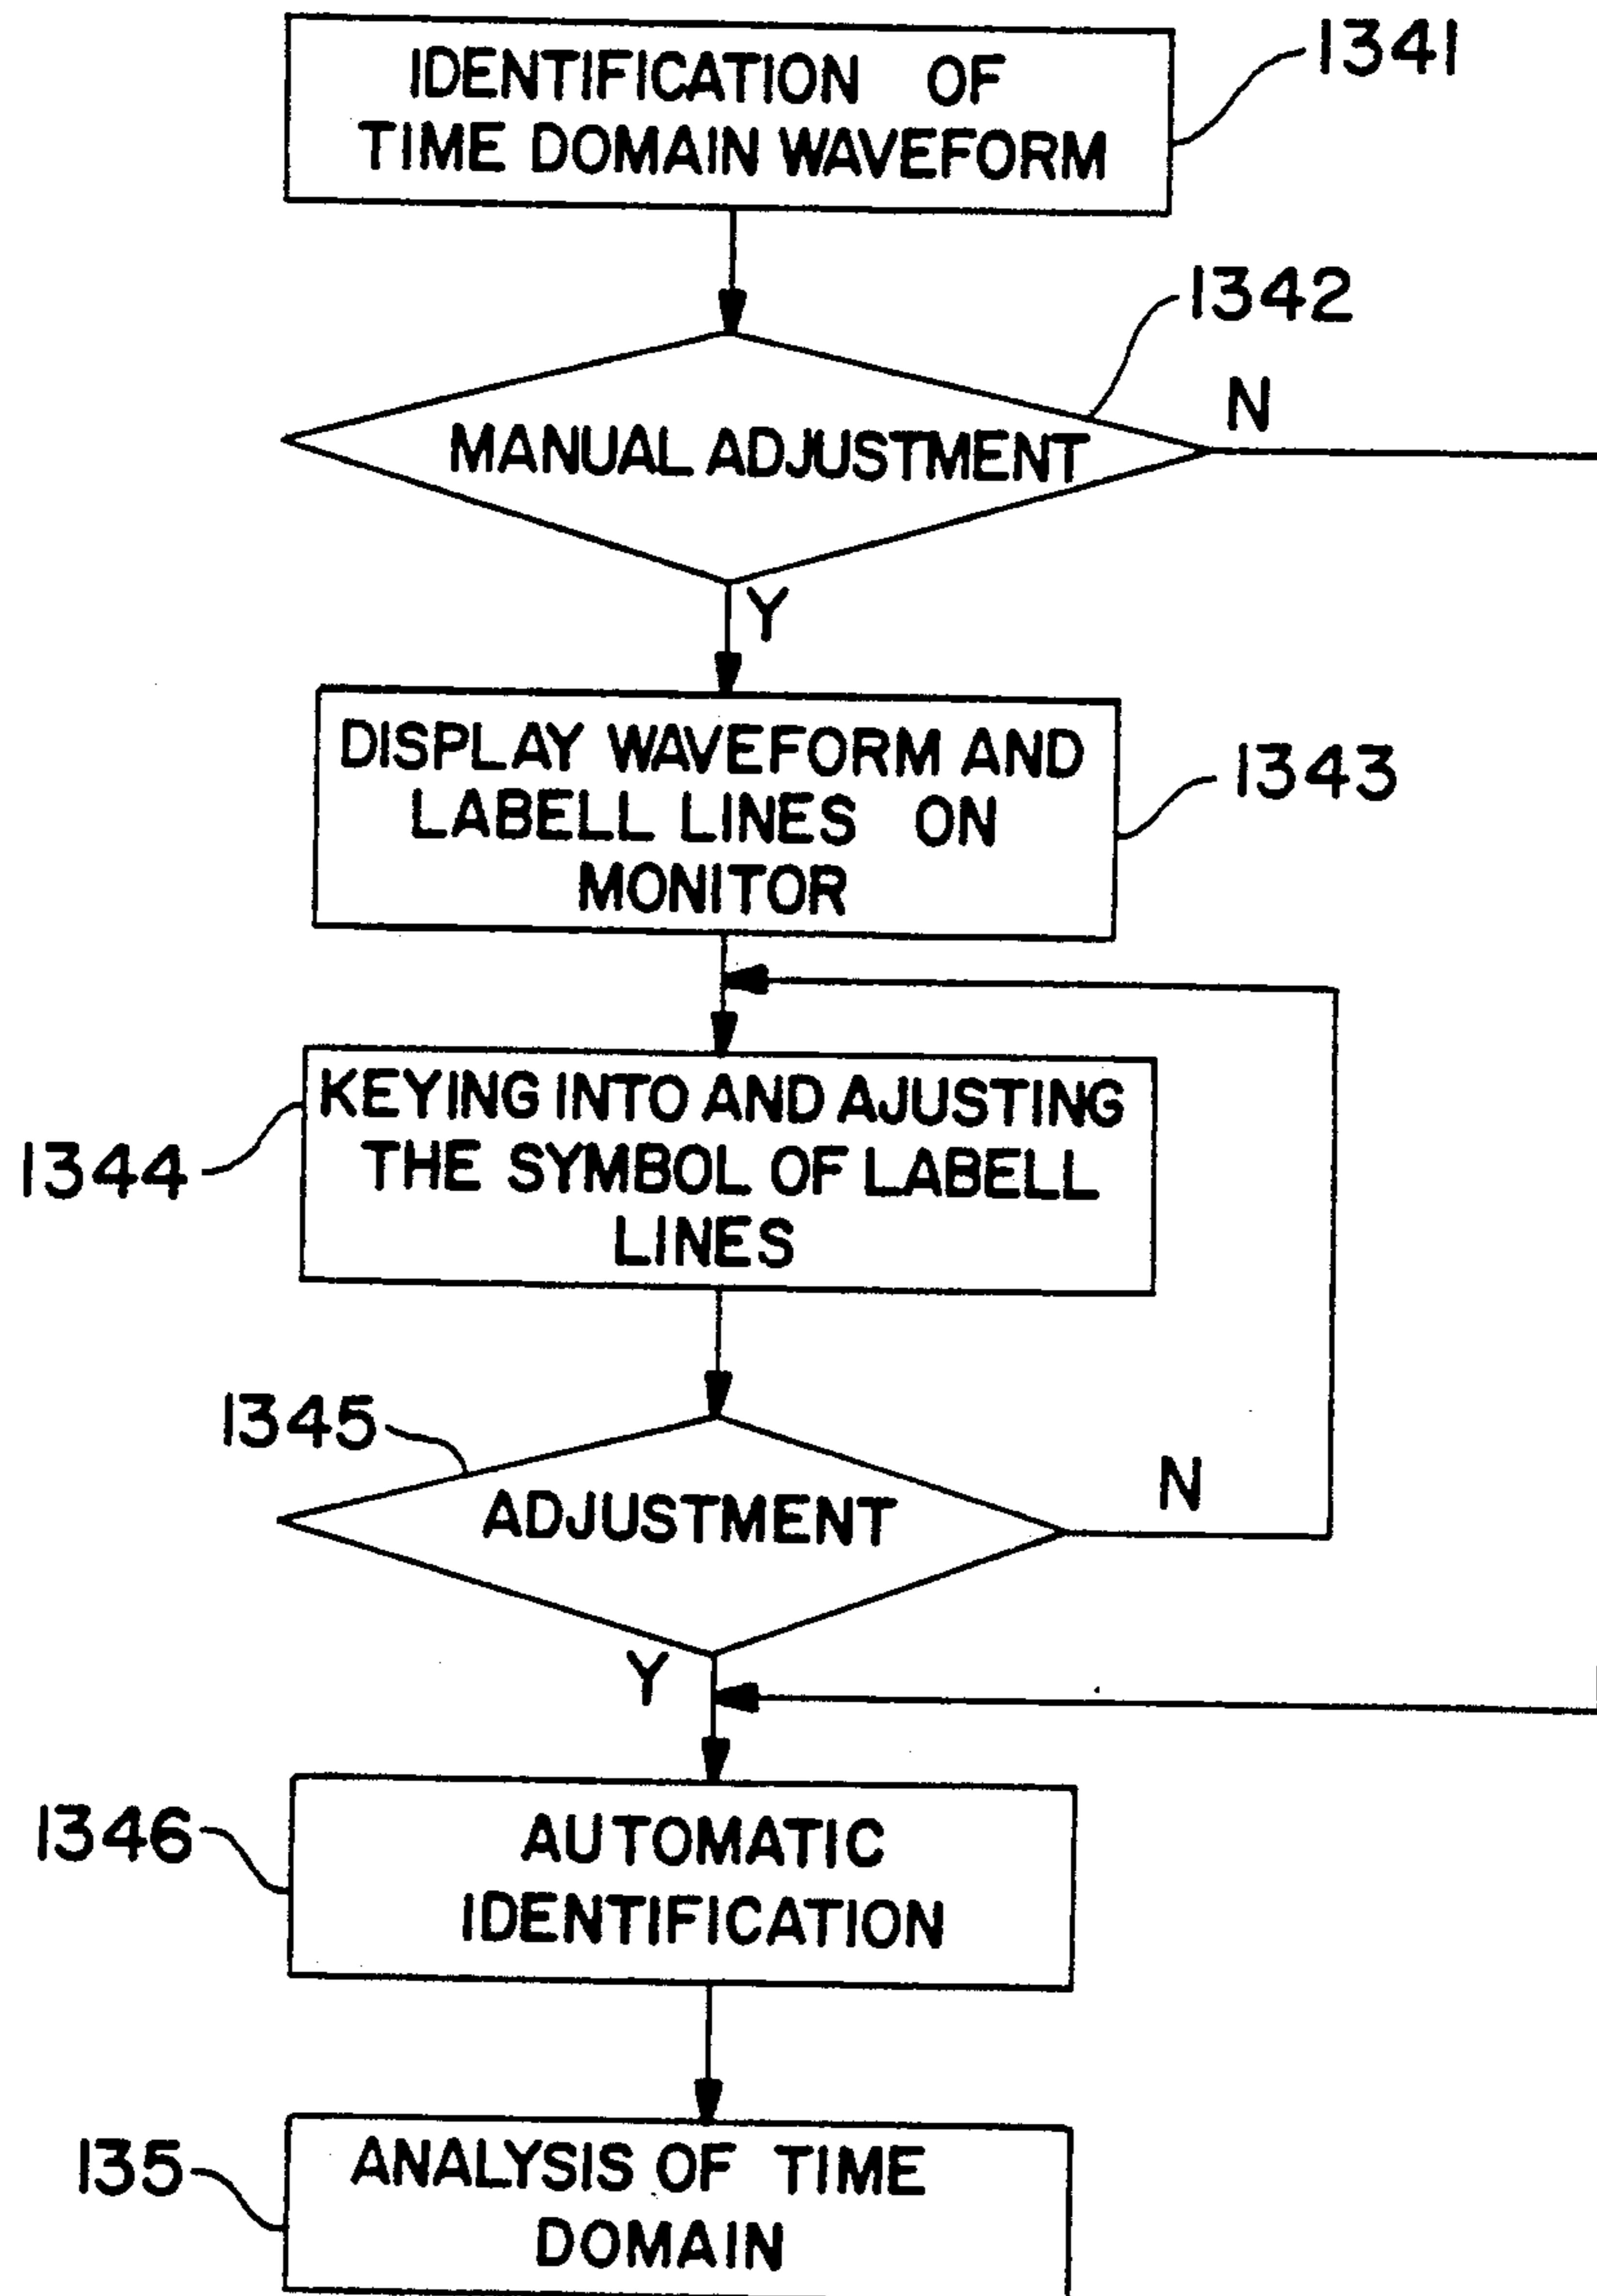 IDENTIFICATION OF
TIME DOMAIN WAVEFORM
1341
MANUAL ADJUSTMENT
1342
N
Y
DISPLAY WAVEFORM AND
LABELL LINES ON
MONITOR
1343
KEYING INTO AND AJUSTING
THE SYMBOL OF LABELL
LINES
1344
1345
ADJUSTMENT
N
Y
1346
AUTOMATIC
IDENTIFICATION
135
ANALYSIS OF TIME
DOMAIN